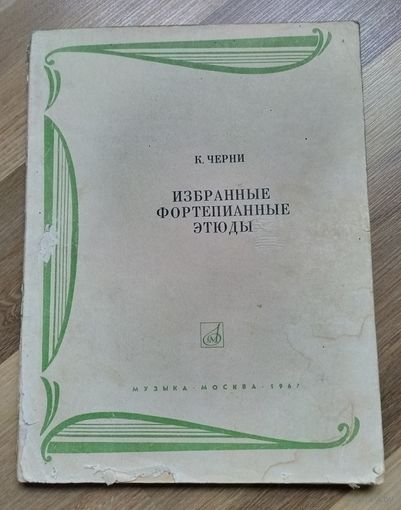 К. ЧЕРНИ
ИЗБРАННЫЕ
ФОРТЕПИАННЫЕ
ЭТЮДЫ
МУЗЫКА · МОСКВА · 1967